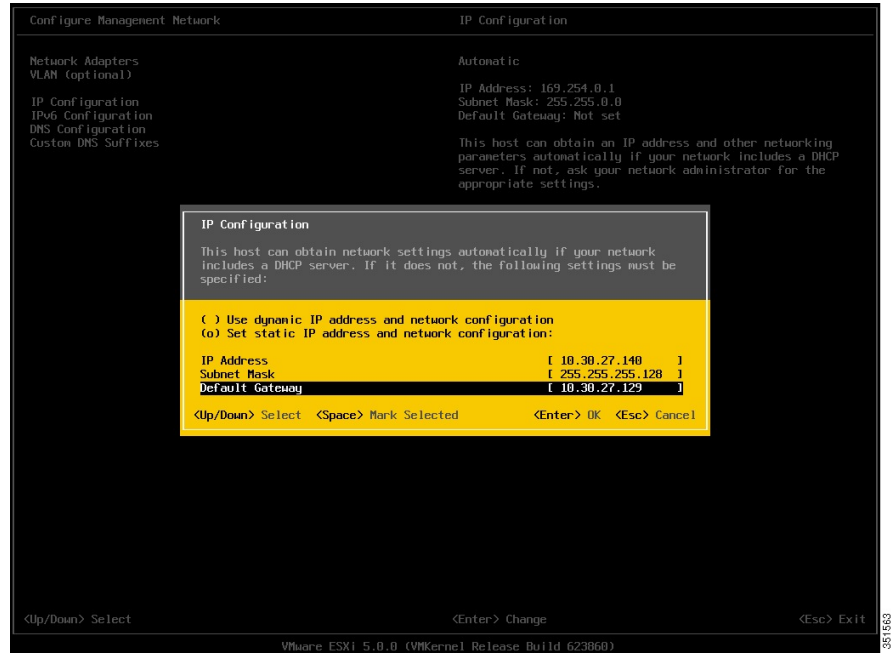 Configure Management Network
IP Configuration
Network Adapters
VLAN (optional)
IP Configuration
IPv6 Configuration
DNS Configuration
Custom DNS Suffixes
Automatic
IP Address: 169.254.0.1
Subnet Mask: 255.255.0.0
Default Gateway: Not set
This host can obtain an IP address and other networking
parameters automatically if your network includes a DHCP
server. If not, ask your network administrator for the
appropriate settings.
IP Configuration
This host can obtain network settings automatically if your network
includes a DHCP server. If it does not, the following settings must be
specified:
( ) Use dynamic IP address and network configuration
(o) Set static IP address and network configuration:
IP Address [ 10.30.27.140 ]
Subnet Mask [ 255.255.255.128 ]
Default Gateway [ 10.30.27.129 ]
<Up/Down> Select <Space> Mark Selected <Enter> OK <Esc> Cancel
<Up/Down> Select <Enter> Change <Esc> Exit
VMware ESXi 5.0.0 (VMKernel Release Build 623860)
351563